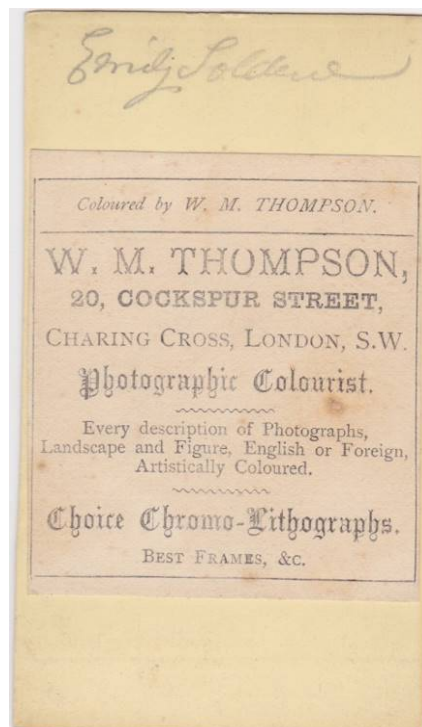 Emily Soldene
Coloured by W. M. THOMPSON.
W. M. THOMPSON,
20, COCKSPUR STREET,
CHARING CROSS, LONDON, S.W.
Photographic Colourist.
Every description of Photographs,
Landscape and Figure, English or Foreign,
Artistically Coloured.
Choice Chromo-Lithographs.
BEST FRAMES, &C.